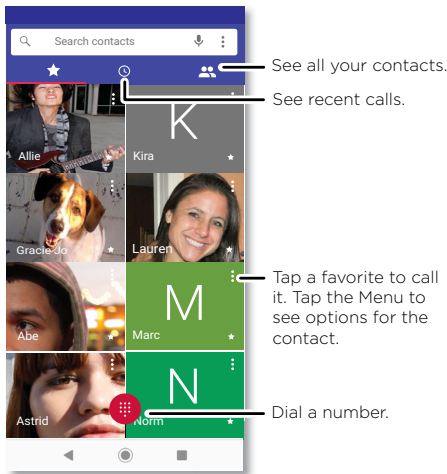 Search contacts
See all your contacts.
See recent calls.
K
Allie
Kira
Gracie-Jo
Lauren
Tap a favorite to call
it. Tap the Menu to
see options for the
contact.
M
Abe
Marc
N
Astrid
Norm
Dial a number.